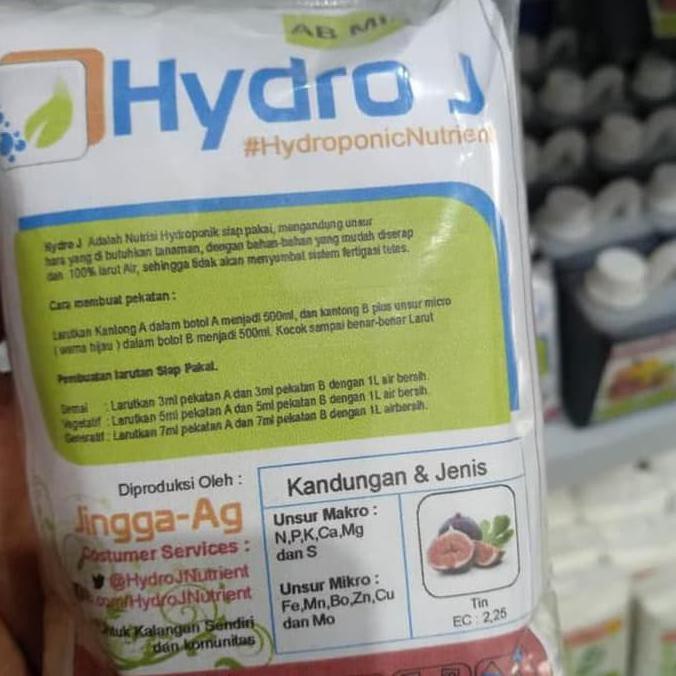 AB MI
Hydro J
#HydroponicNutrient
Hydro J Adalah Nutrisi Hydroponik siap pakai, mengandung unsur
hara yang di butuhkan tanaman, dengan bahan-bahan yang mudah diserap
dan 100% larut Air, sehingga tidak akan menyumbat sistem fertigasi tetes.
Cara membuat pekatan :
Larutkan Kantong A dalam botol A menjadi 500ml, dan kantong B plus unsur micro
( warna hijau ) dalam botol B menjadi 500ml. Kocok sampai benar-benar Larut
Pembuatan larutan Siap Pakai.
Semai : Larutkan 3ml pekatan A dan 3ml pekatan B dengan 1L air bersih.
Vegetatif : Larutkan 5ml pekatan A dan 5ml pekatan B dengan 1L air bersih.
Generatif : Larutkan 7ml pekatan A dan 7ml pekatan B dengan 1L airbersih.
Diproduksi Oleh :
Jingga-Ag
Costumer Services :
@HydroJNutrient
.com/HydroJNutrient
Untuk Kalangan Sendiri
dan komunitas
Kandungan & Jenis
Unsur Makro :
N,P,K,Ca,Mg
dan S
Unsur Mikro :
Fe,Mn,Bo,Zn,Cu
dan Mo
Tin
EC : 2,25